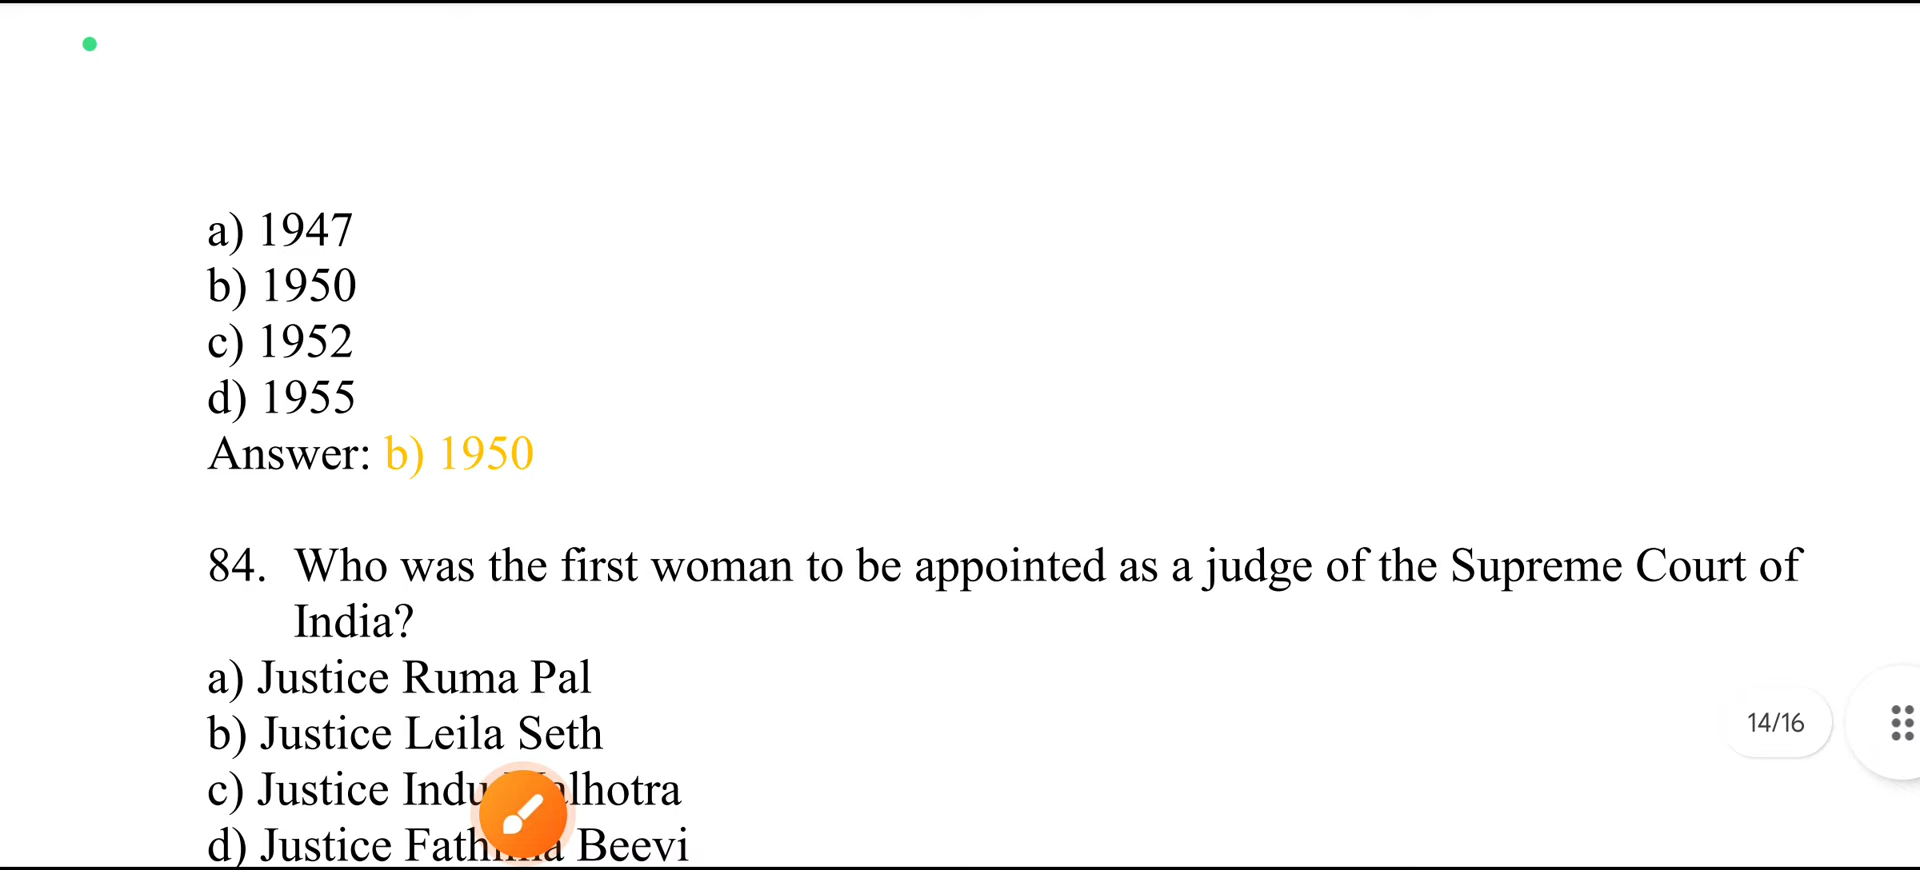 a) 1947
b) 1950
c) 1952
d) 1955
Answer: b) 1950
84. Who was the first woman to be appointed as a judge of the Supreme Court of
India?
a) Justice Ruma Pal
b) Justice Leila Seth
14/16
c) Justice Indu
d) Justice Beevi